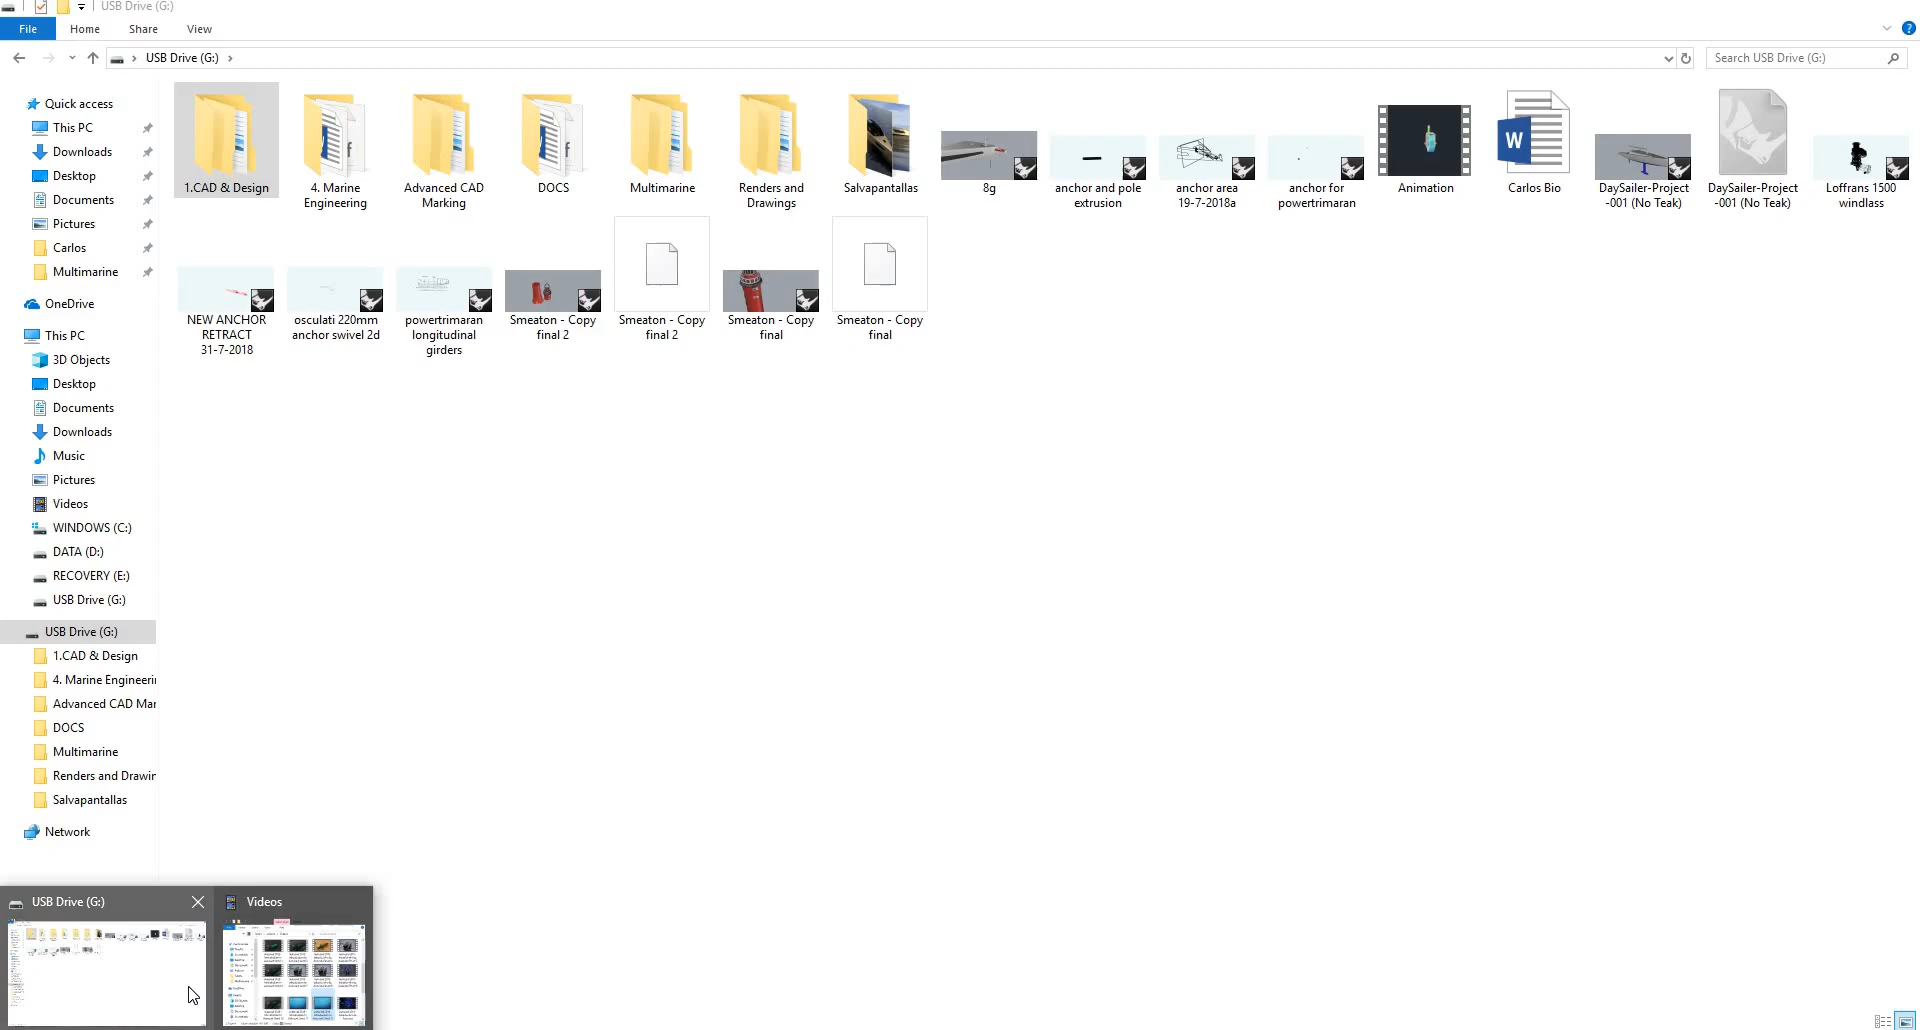 USB Drive (G:)
File Home Share View
USB Drive (G:)
Search USB Drive (G:)
Quick access
This PC
Downloads
Desktop
Documents
Pictures
Carlos
Multimarine
OneDrive
This PC
3D Objects
Desktop
Documents
Downloads
Music
Pictures
Videos
WINDOWS (C:)
DATA (D:)
RECOVERY (E:)
USB Drive (G:)
USB Drive (G:)
1.CAD & Design
4. Marine Engineerin
Advanced CAD Mar
DOCS
Multimarine
Renders and Drawin
Salvapantallas
Network
1.CAD & Design
4. Marine
Engineering
Advanced CAD
Marking
DOCS
Multimarine
Renders and
Drawings
Salvapantallas
8g
anchor and pole
extrusion
anchor area
19-7-2018a
anchor for
powertrimaran
Animation
W
Carlos Bio
DaySailer-Project
-001 (No Teak)
DaySailer-Project
-001 (No Teak)
Loffrans 1500
windlass
NEW ANCHOR
RETRACT
31-7-2018
osculati 220mm
anchor swivel 2d
powertrimaran
longitudinal
girders
Smeaton - Copy
final 2
Smeaton - Copy
final 2
Smeaton - Copy
final
Smeaton - Copy
final
USB Drive (G:)
Videos